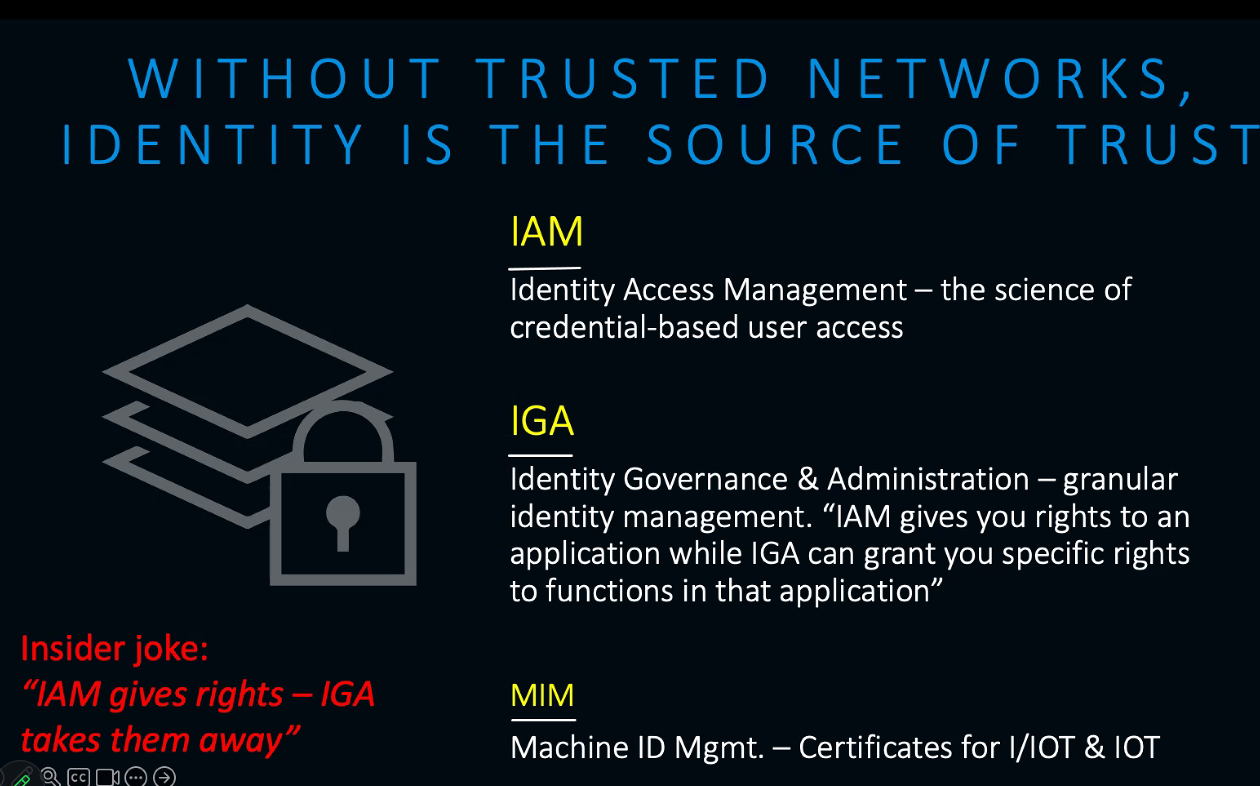 WITHOUT TRUSTED NETWORKS,
IDENTITY IS THE SOURCE OF TRUST
IAM
Identity Access Management – the science of
credential-based user access
IGA
Identity Governance & Administration – granular
identity management. “IAM gives you rights to an
application while IGA can grant you specific rights
to functions in that application”
Insider joke:
“IAM gives rights – IGA
takes them away”
MIM
Machine ID Mgmt. – Certificates for I/IOT & IOT
CC